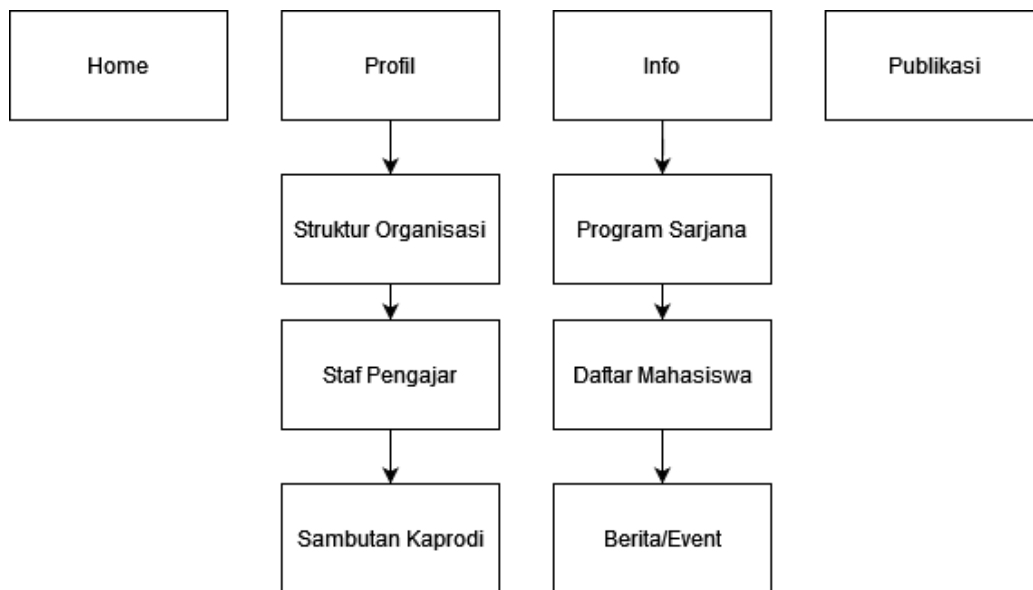 Home
Profil
Info
Publikasi
Struktur Organisasi
Program Sarjana
Staf Pengajar
Daftar Mahasiswa
Sambutan Kaprodi
Berita/Event